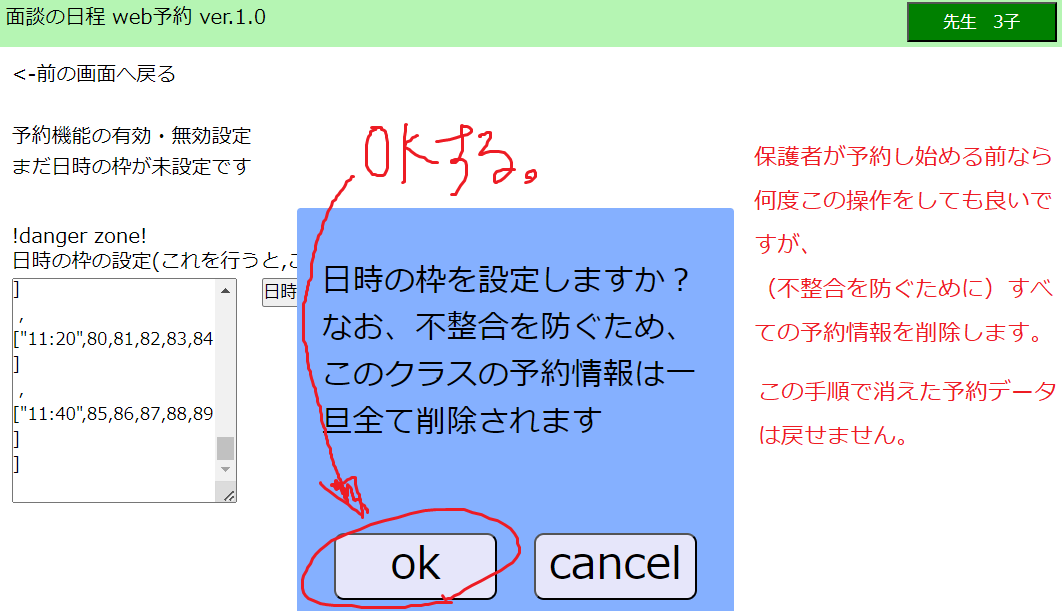 面談の日程 web予約 ver.1.0
先生　3子
<-前の画面へ戻る
予約機能の有効・無効設定
まだ日時の枠が未設定です
OKする。
!danger zone!
日時の枠の設定(これを行うと,こ
]
,
["11:20",80,81,82,83,84
]
,
["11:40",85,86,87,88,89
]
]
日時
日時の枠を設定しますか？
なお、不整合を防ぐため、
このクラスの予約情報は一
旦全て削除されます
ok
cancel
保護者が予約し始める前なら
何度この操作をしても良いで
すが、
（不整合を防ぐために）すべ
ての予約情報を削除します。
この手順で消えた予約データ
は戻せません。